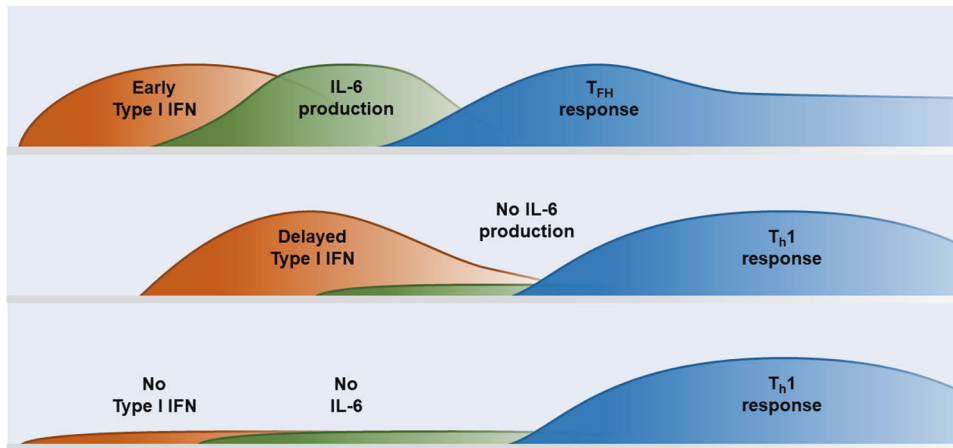 Early
Type I IFN
IL-6
production
TFH
response
Delayed
Type I IFN
No IL-6
production
Th1
response
No
Type I IFN
No
IL-6
Th1
response